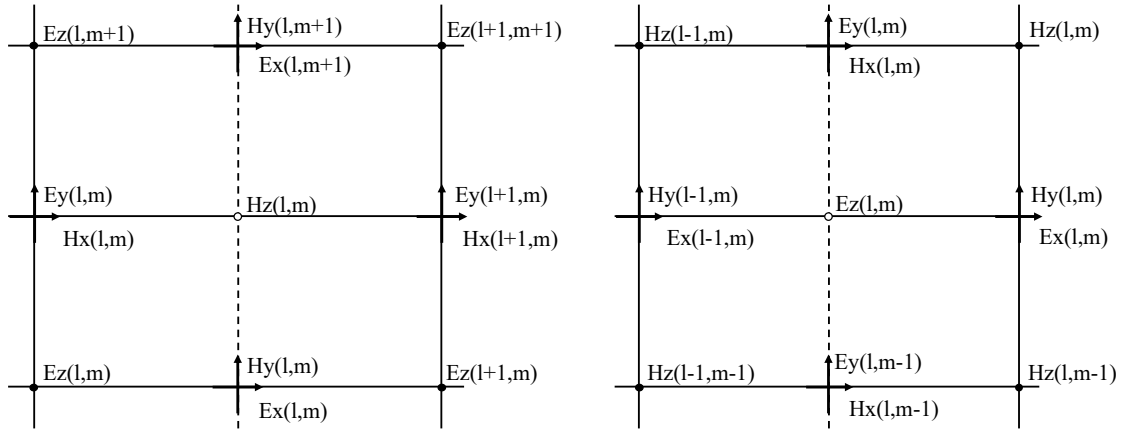 Ez(l,m+1)
Hy(l,m+1)
Ez(l+1,m+1)
Ex(l,m+1)
Ey(l,m)
Hz(l,m)
Ey(l+1,m)
Hx(l,m)
Hx(l+1,m)
Ez(l,m)
Hy(l,m)
Ez(l+1,m)
Ex(l,m)
Hz(l-1,m)
Ey(l,m)
Hz(l,m)
Hx(l,m)
Hy(l-1,m)
Ez(l,m)
Hy(l,m)
Ex(l-1,m)
Ex(l,m)
Hz(l-1,m-1)
Ey(l,m-1)
Hz(l,m-1)
Hx(l,m-1)